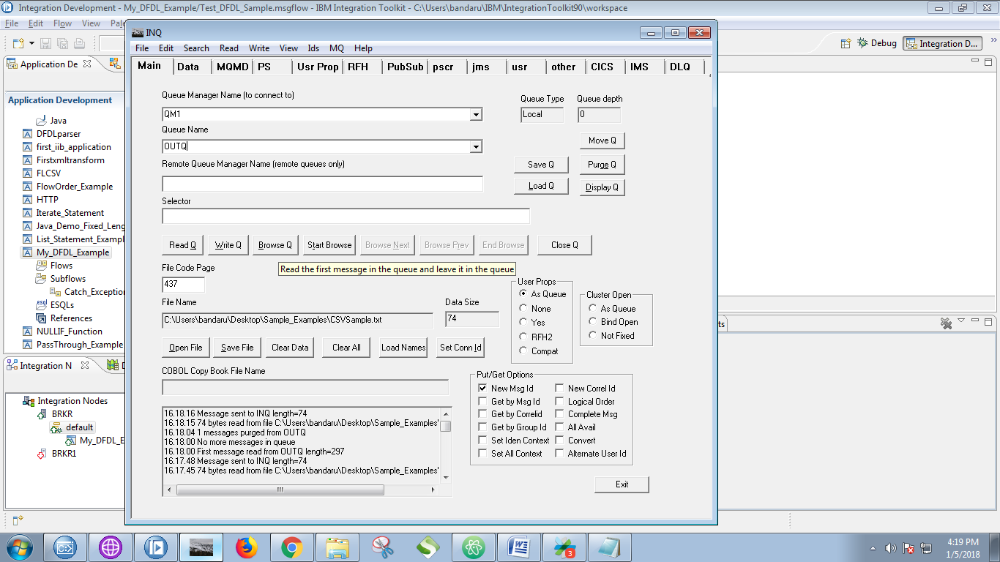 Integration Development - My_DFDL_Example/Test_DFDL_Sample.msgflow - IBM Integration Toolkit - C:\Users\bandaru\IBM\IntegrationToolkit90\workspace
File Edit Flow View
Debug Integration D...
Application De
Application Development
Java
DFDLparser
first_iib_application
Firstxmltransform
FLCSV
FlowOrder_Example
HTTP
Iterate_Statement
Java_Demo_Fixed_Leng
List_Statement_Exampl
My_DFDL_Example
Flows
Subflows
Catch_Exception
ESQLs
References
NULLIF_Function
PassThrough_Example
Integration N
Integration Nodes
BRKR
default
My_DFDL_E
BRKR1
INQ
File Edit Search Read Write View Ids MQ Help
Main Data MQMD PS Usr Prop RFH PubSub pscr jms usr other CICS IMS DLQ
Queue Manager Name (to connect to)
QM1
Queue Type Queue depth
Local 0
Queue Name
OUTQ
Move Q
Remote Queue Manager Name (remote queues only)
Save Q Purge Q
Load Q Display Q
Selector
Read Q Write Q Browse Q Start Browse Browse Next Browse Prev End Browse Close Q
File Code Page
437
Read the first message in the queue and leave it in the queue
File Name
C:\Users\bandaru\Desktop\Sample_Examples\CSVSample.txt
Data Size
74
User Props
As Queue
None
Yes
RFH2
Compat
Cluster Open
As Queue
Bind Open
Not Fixed
Open File Save File Clear Data Clear All Load Names Set Conn Id
COBOL Copy Book File Name
Put/Get Options
New Msg Id New Correl Id
Get by Msg Id Logical Order
Get by Correlid Complete Msg
Get by Group Id All Avail
Set Iden Context Convert
Set All Context Alternate User Id
16.18.16 Message sent to INQ length=74
16.18.15 74 bytes read from file C:\Users\bandaru\Desktop\Sample_Examples\
16.18.04 1 messages purged from OUTQ
16.18.00 No more messages in queue
16.18.00 First message read from OUTQ length=297
16.17.48 Message sent to INQ length=74
16.17.45 74 bytes read from file C:\Users\bandaru\Desktop\Sample_Examples\
Exit
3
4:19 PM
1/5/2018